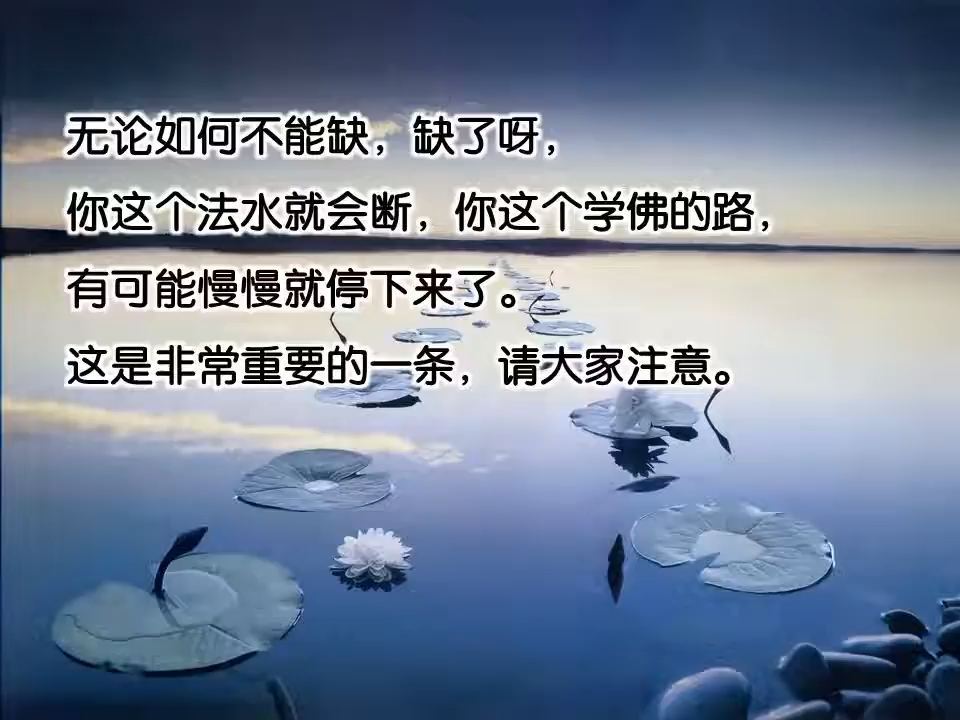 无论如何不能缺，缺了呀，
你这个法水就会断，你这个学佛的路，
有可能慢慢就停下来了。
这是非常重要的一条，请大家注意。